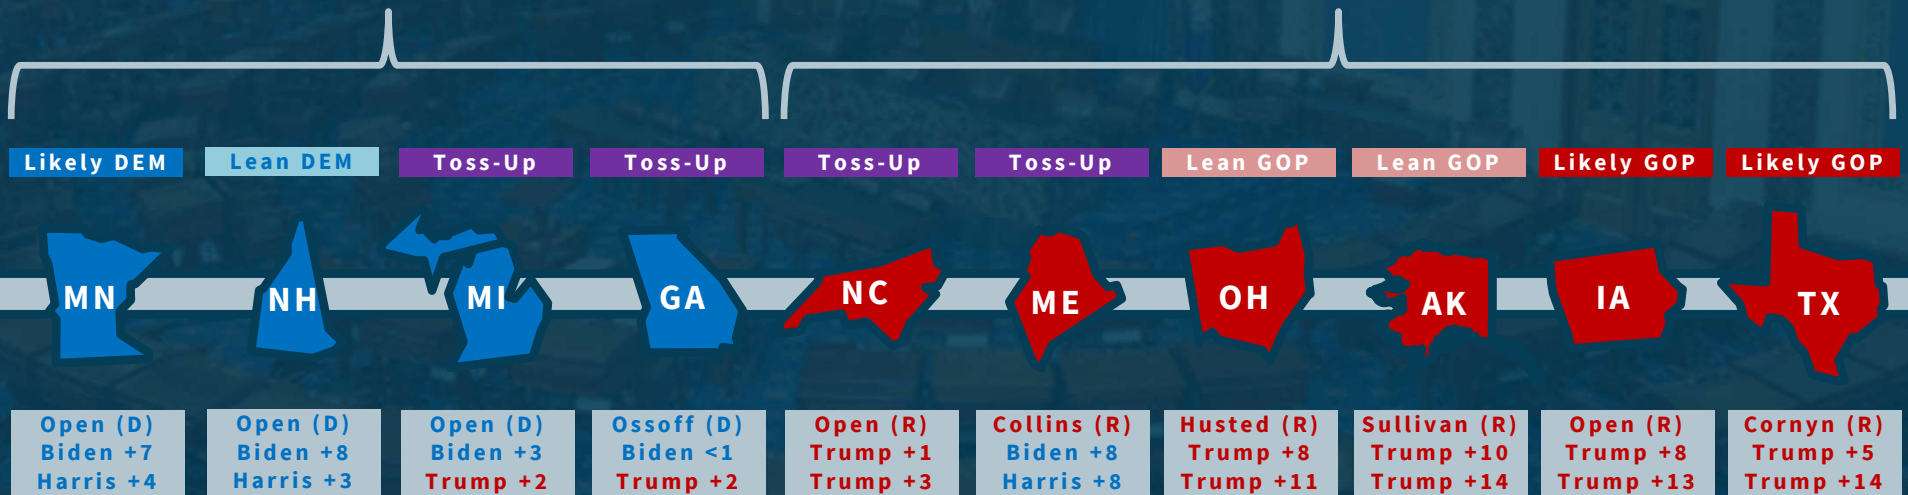 Likely DEM
Lean DEM
Toss-Up
Toss-Up
Toss-Up
Toss-Up
Lean GOP
Lean GOP
Likely GOP
Likely GOP
MN
NH
MI
GA
NC
ME
OH
AK
IA
TX
Open (D)
Biden +7
Harris +4
Open (D)
Biden +8
Harris +3
Open (D)
Biden +3
Trump +2
Ossoff (D)
Biden <1
Trump +2
Open (R)
Trump +1
Trump +3
Collins (R)
Biden +8
Harris +8
Husted (R)
Trump +8
Trump +11
Sullivan (R)
Trump +10
Trump +14
Open (R)
Trump +8
Trump +13
Cornyn (R)
Trump +5
Trump +14